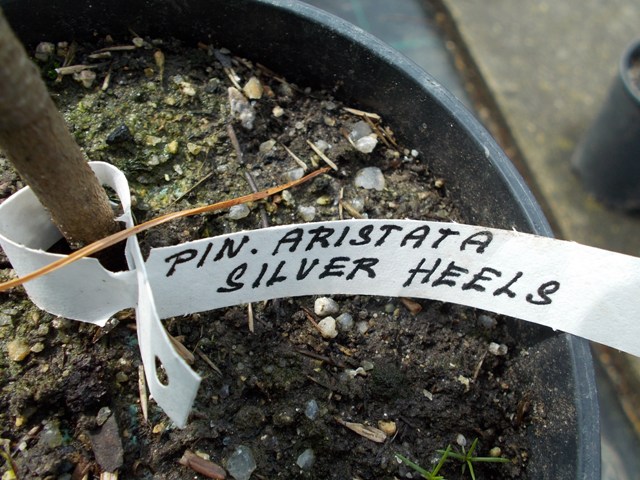 PIN. ARISTATA
SILVER HEELS